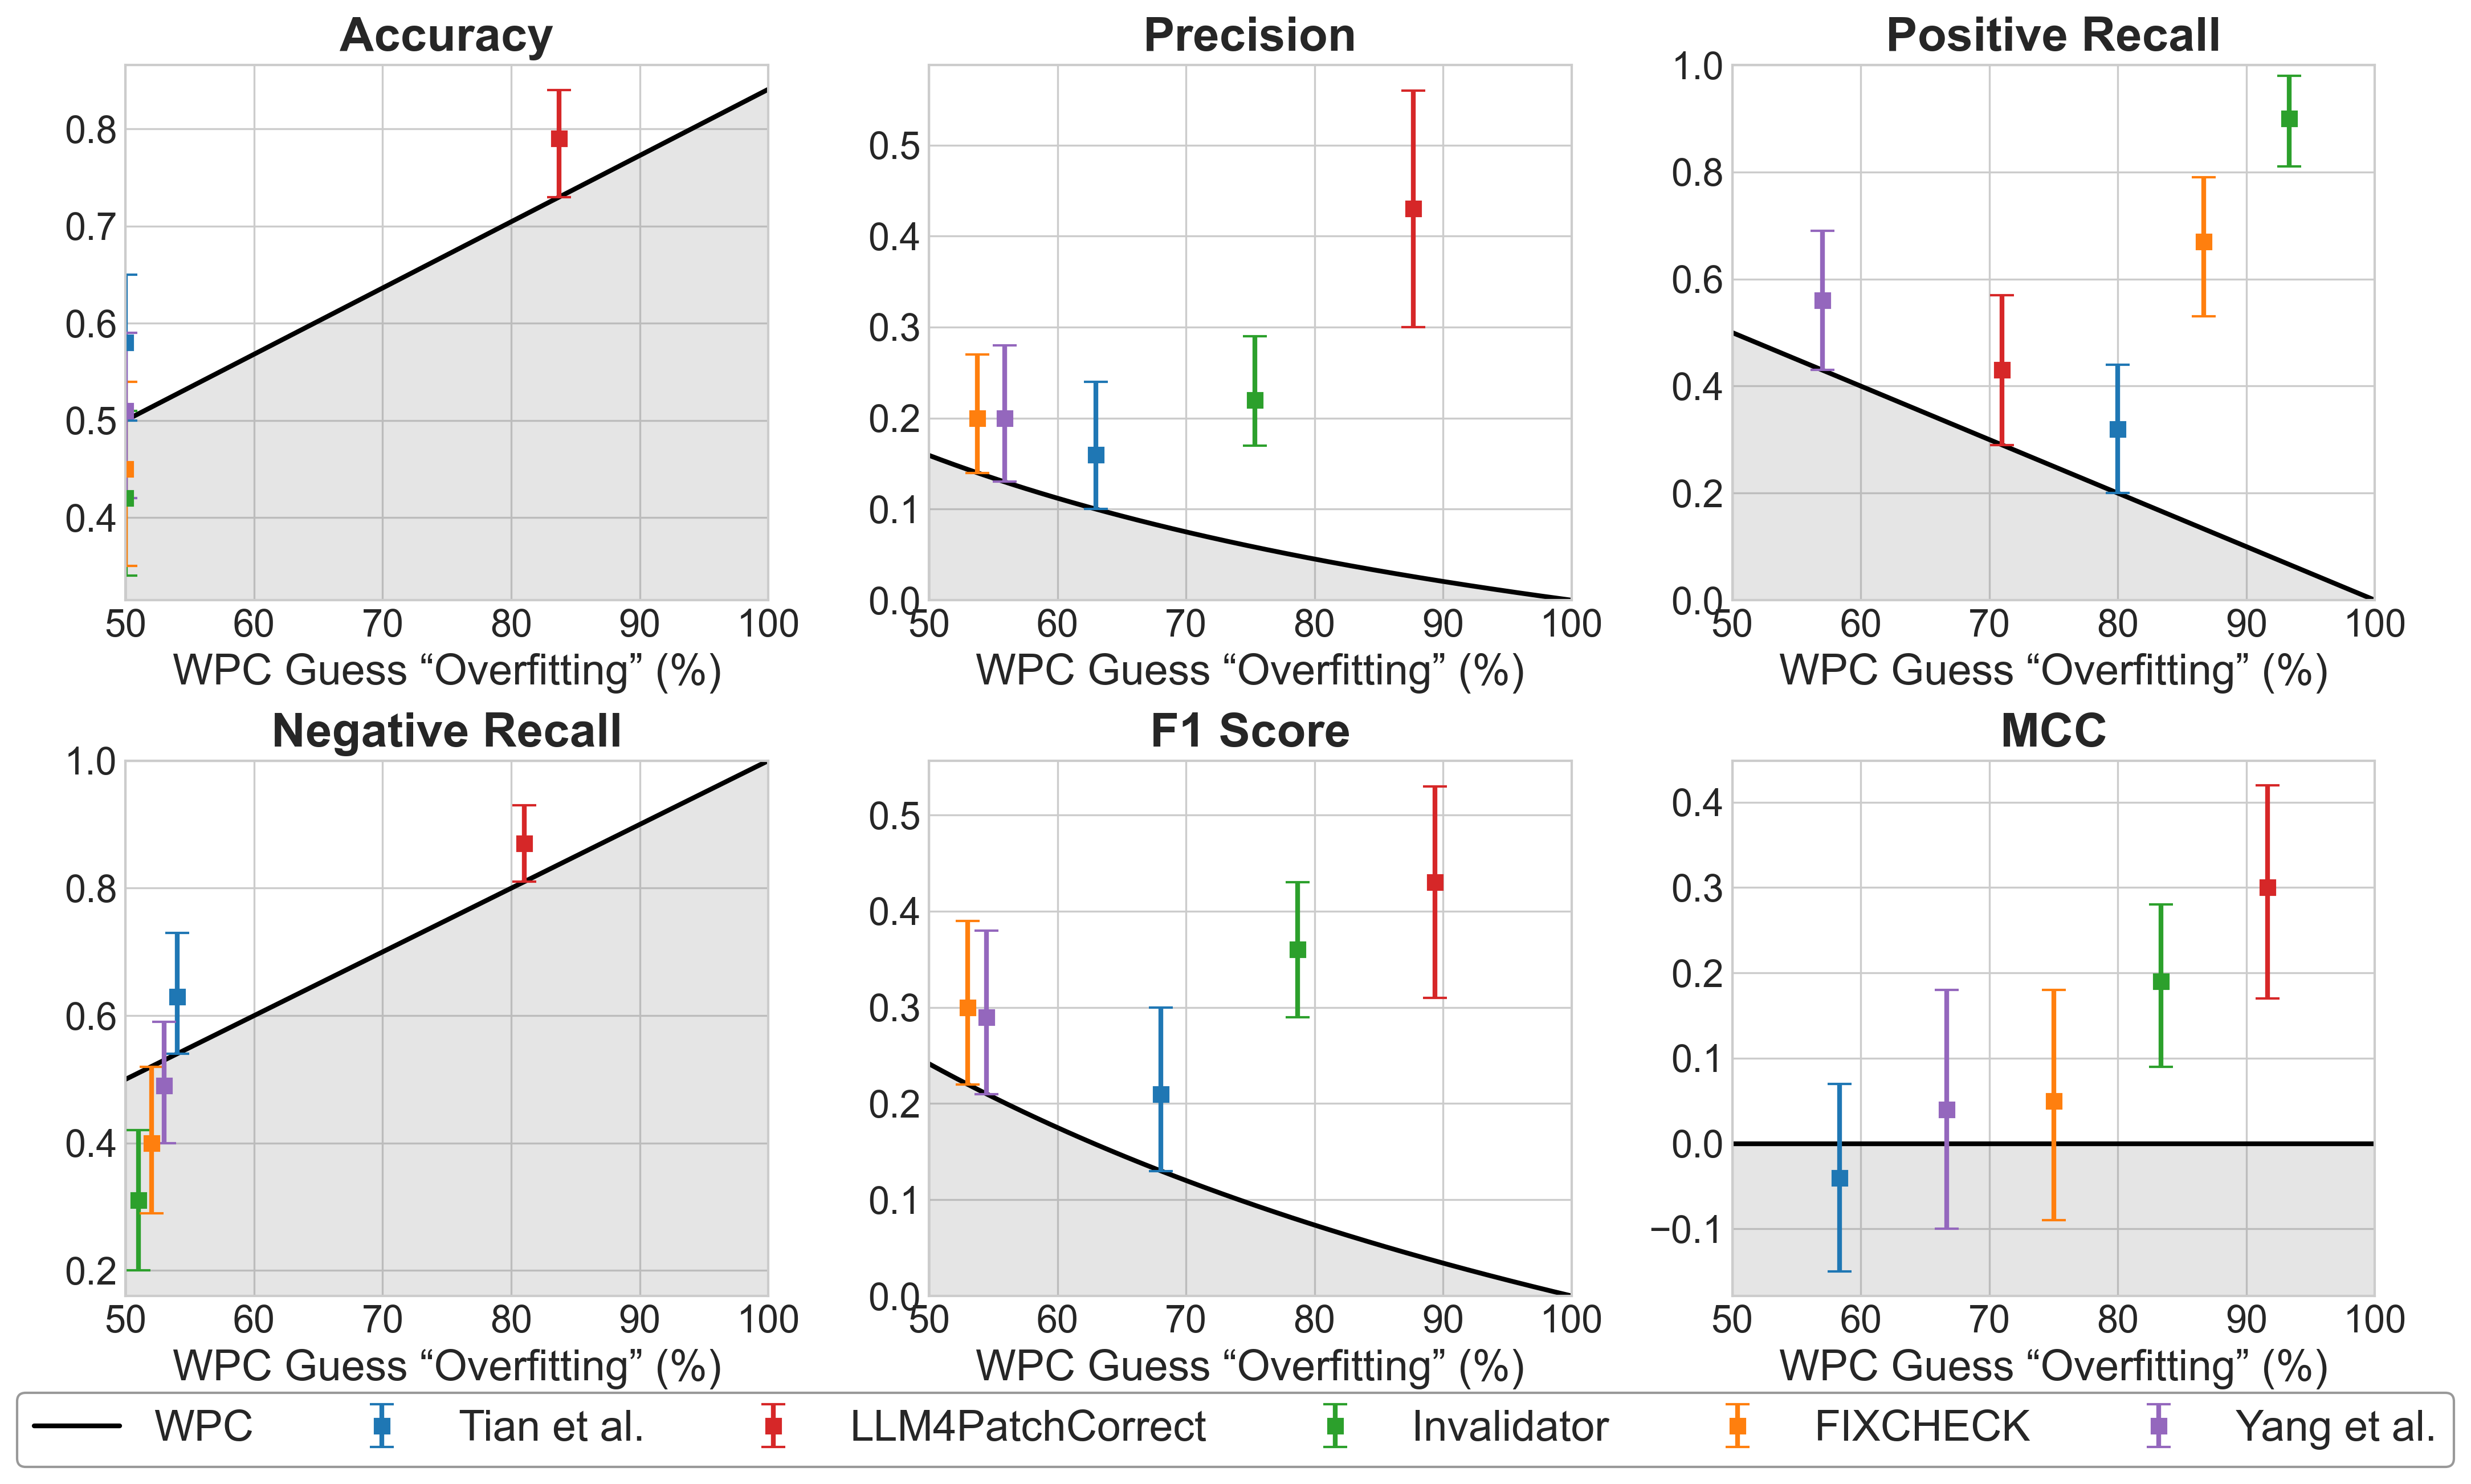 Accuracy
0.8
0.7
0.6
0.5
0.4
50 60 70 80 90 100
WPC Guess “Overfitting” (%)
Precision
0.5
0.4
0.3
0.2
0.1
0.0
50 60 70 80 90 100
WPC Guess “Overfitting” (%)
Positive Recall
1.0
0.8
0.6
0.4
0.2
0.0
50 60 70 80 90 100
WPC Guess “Overfitting” (%)
Negative Recall
1.0
0.8
0.6
0.4
0.2
50 60 70 80 90 100
WPC Guess “Overfitting” (%)
F1 Score
0.5
0.4
0.3
0.2
0.1
0.0
50 60 70 80 90 100
WPC Guess “Overfitting” (%)
MCC
0.4
0.3
0.2
0.1
0.0
−0.1
50 60 70 80 90 100
WPC Guess “Overfitting” (%)
WPC Tian et al. LLM4PatchCorrect Invalidator FIXCHECK Yang et al.